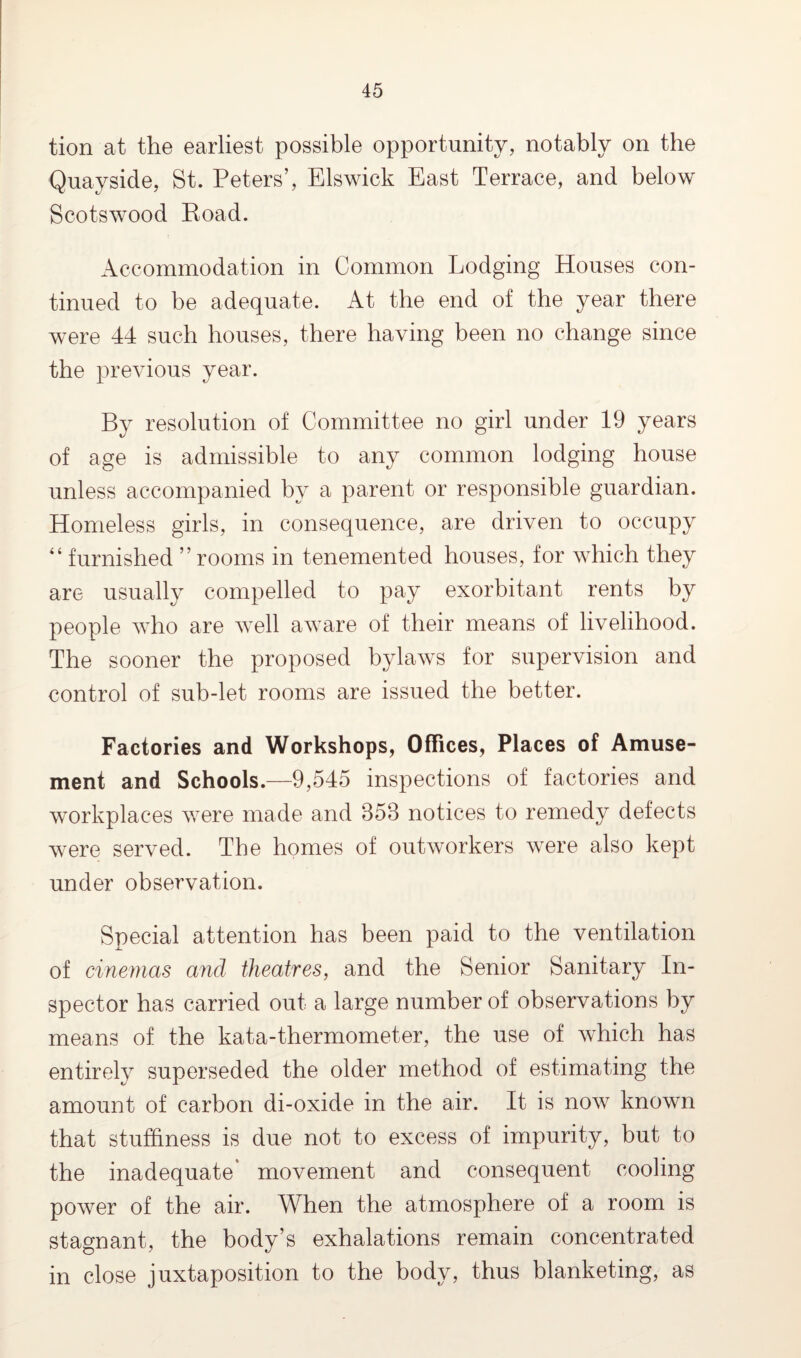 45
tion at the earliest possible opportunity, notably on the
Quayside, St. Peters’, Elswick East Terrace, and below
Scotswood Road.
Accommodation in Common Lodging Houses con-
tinued to be adequate. At the end of the year there
were 44 such houses, there having been no change since
the previous year.
By resolution of Committee no girl under 19 years
of age is admissible to any common lodging house
unless accompanied by a parent or responsible guardian.
Homeless girls, in consequence, are driven to occupy
“ furnished ” rooms in tenemented houses, for which they
are usually compelled to pay exorbitant rents by
people who are well aware of their means of livelihood.
The sooner the proposed bylaws for supervision and
control of sub-let rooms are issued the better.
Factories and Workshops, Offices, Places of Amuse-
ment and Schools.—9,545 inspections of factories and
workplaces were made and 353 notices to remedy defects
were served. The homes of outworkers were also kept
under observation.
Special attention has been paid to the ventilation
of cinemas and theatres, and the Senior Sanitary In-
spector has carried out a large number of observations by
means of the kata-thermometer, the use of which has
entirely superseded the older method of estimating the
amount of carbon di-oxide in the air. It is now known
that stuffiness is due not to excess of impurity, but to
the inadequate movement and consequent cooling
power of the air. When the atmosphere of a room is
stagnant, the body’s exhalations remain concentrated
in close juxtaposition to the body, thus blanketing, as